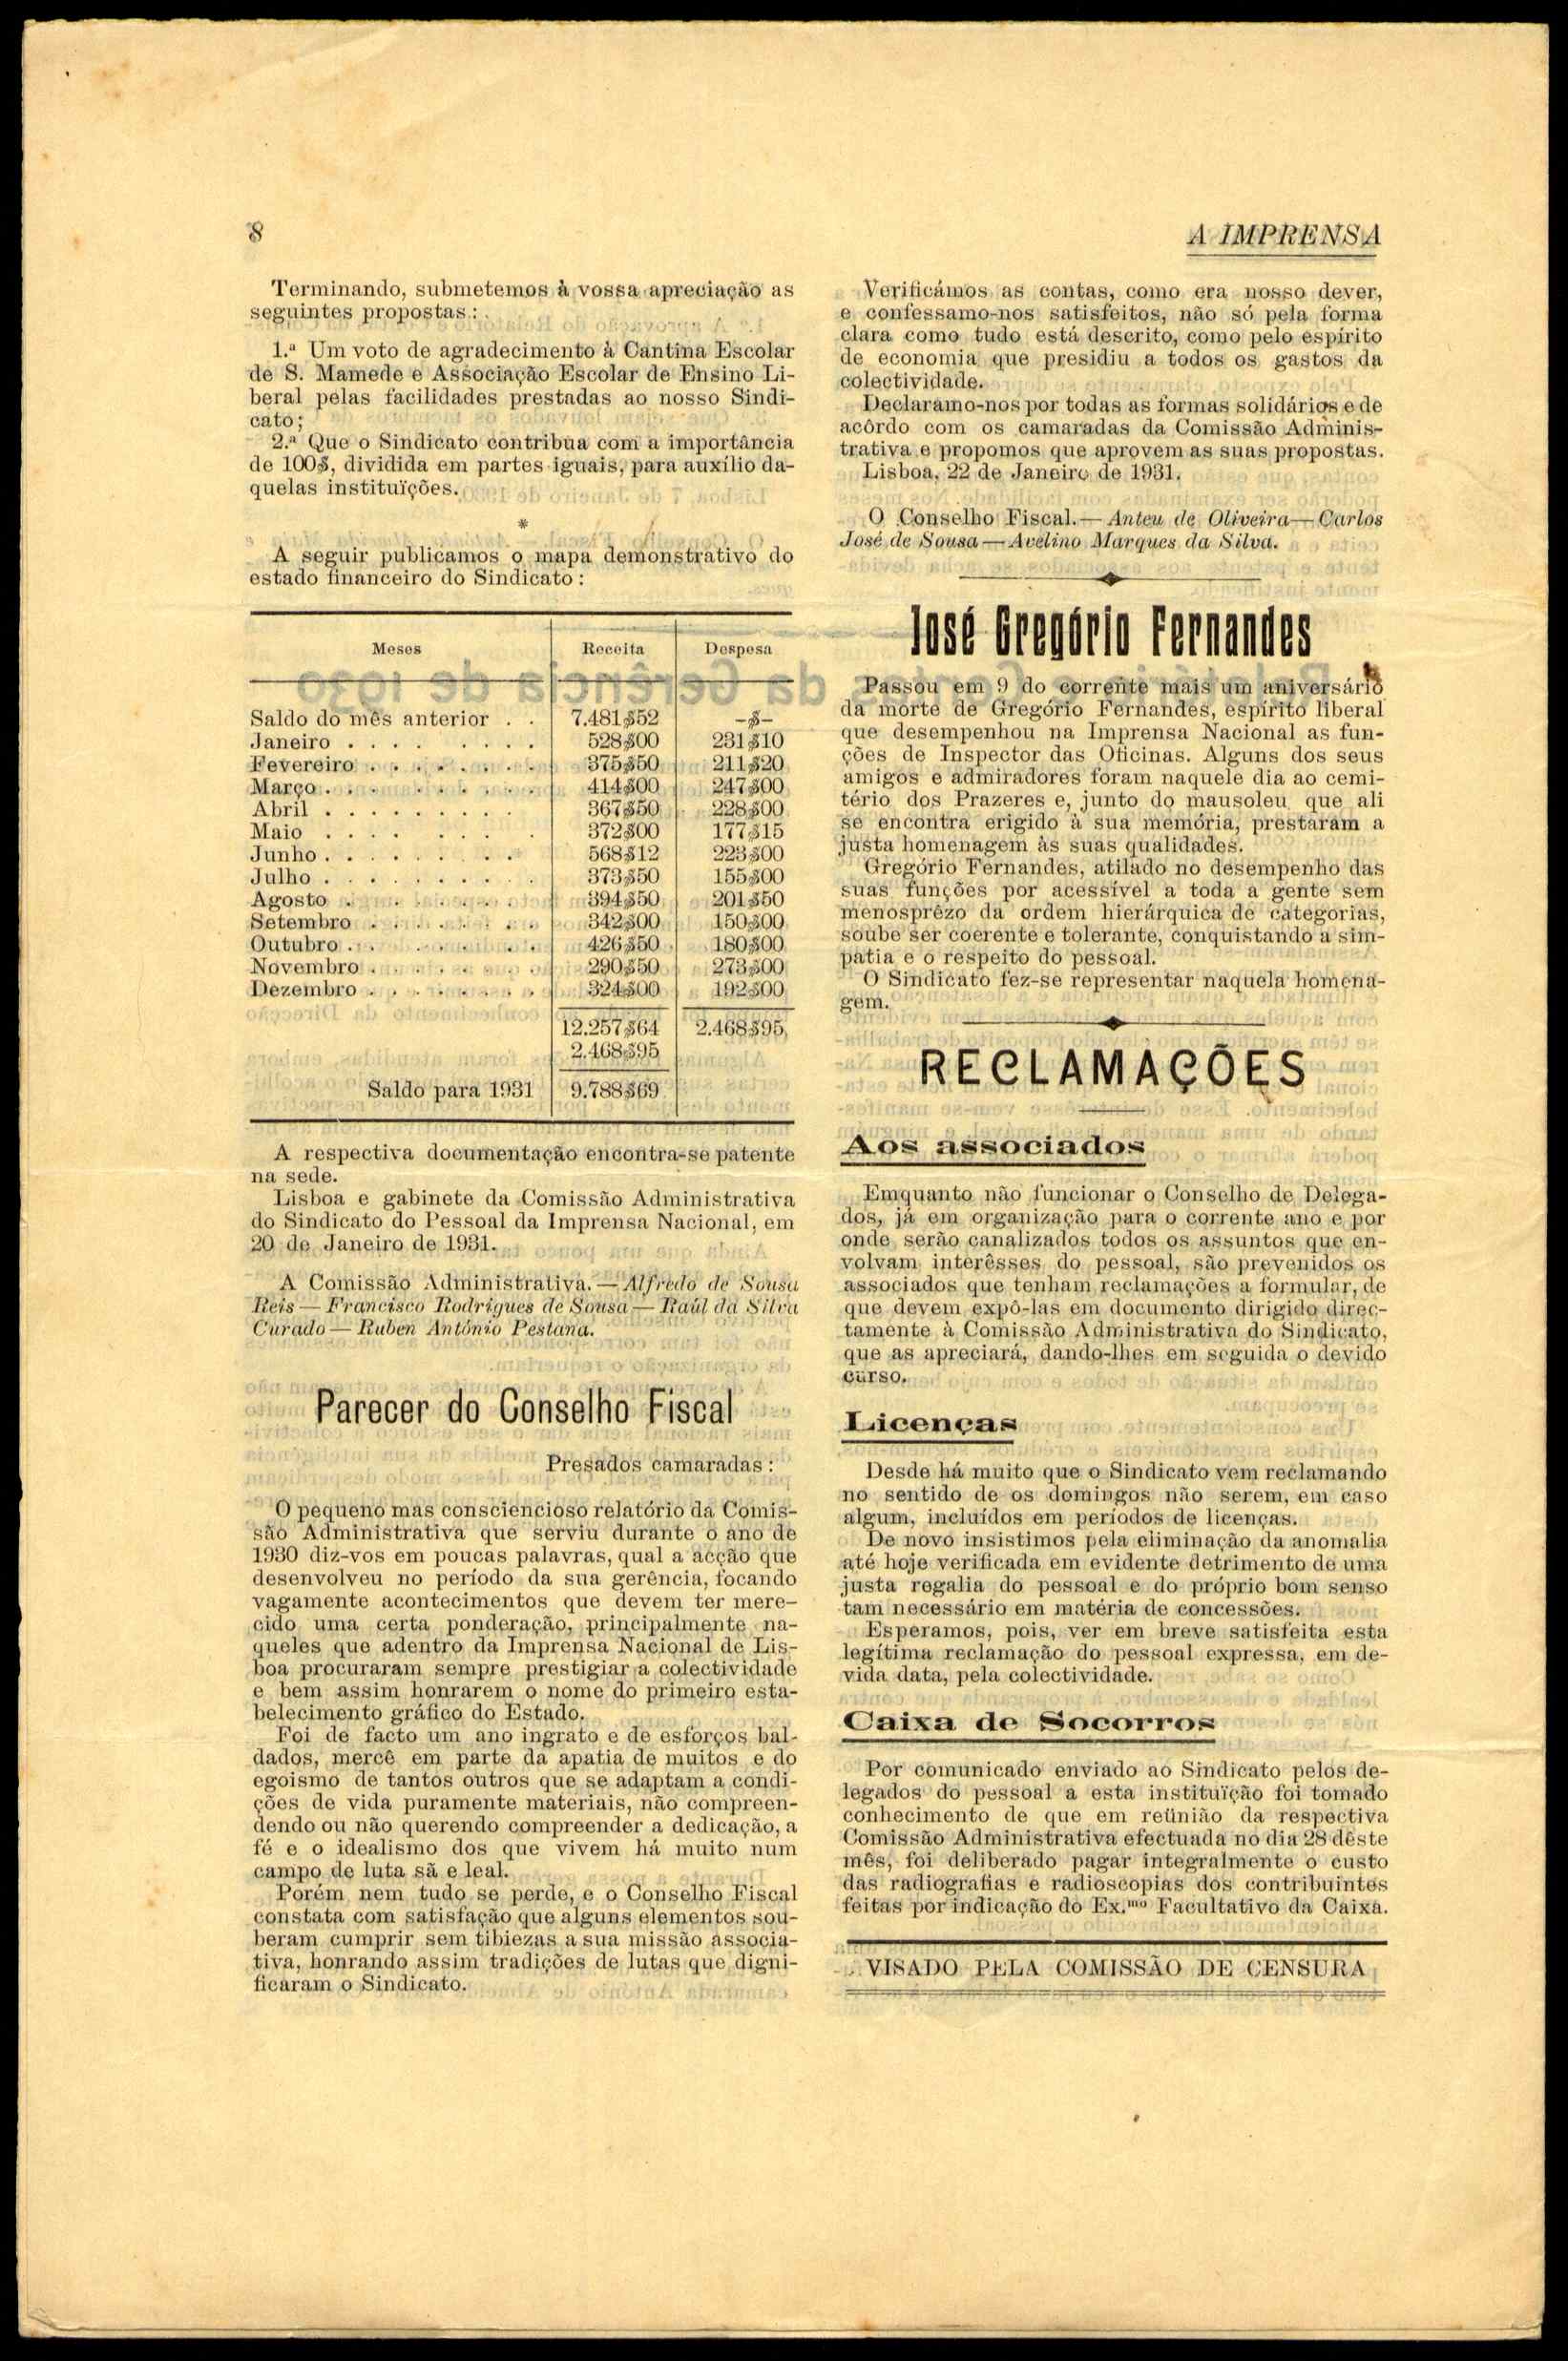 8
A IMPRENSA
Terminando, submetemos à vossa apreciação as
seguintes propostas:
1.ª Um voto de agradecimento à Cantina Escolar
de S. Mamede e Associação Escolar de Ensino Li-
beral pelas facilidades prestadas ao nosso Sindi-
cato;
2.ª Que o Sindicato contribua com a importância
de 100$, dividida em partes iguais, para auxílio da-
quelas instituïções.
*
A seguir publicamos o mapa demonstrativo do
estado financeiro do Sindicato:
Meses Receita Despesa
Saldo do mês anterior . . 7.481$52 -$-
Janeiro . . . . . . . . 528$00 231$10
Fevereiro . . . . . . . . 375$50 211$20
Março . . . . . . . . . 414$00 247$00
Abril . . . . . . . . . 367$50 228$00
Maio . . . . . . . . . 372$00 177$15
Junho . . . . . . . . . 568$12 223$00
Julho . . . . . . . . . . 373$50 155$00
Agosto . . . . . . . . 394$50 201$50
Setembro . . . . . . . . 342$00 150$00
Outubro . . . . . . . . 426$50 180$00
Novembro . . . . . . . . 290$50 273$00
Dezembro . . . . . . . . 324$00 192$00
12.257$64 2.468$95
2.468$95
Saldo para 1931 9.788$69
A respectiva documentação encontra-se patente
na sede.
Lisboa e gabinete da Comissão Administrativa
do Sindicato do Pessoal da Imprensa Nacional, em
20 de Janeiro de 1931.
A Comissão Administrativa. — Alfredo de Sousa
Reis — Francisco Rodrigues de Sousa — Raúl da Silva
Curado — Ruben António Pestana.
Parecer do Conselho Fiscal
Presados camaradas:
O pequeno mas consciencioso relatório da Comis-
são Administrativa que serviu durante o ano de
1930 diz-vos em poucas palavras, qual a acção que
desenvolveu no período da sua gerência, focando
vagamente acontecimentos que devem ter mere-
cido uma certa ponderação, principalmente na-
queles que adentro da Imprensa Nacional de Lis-
boa procuraram sempre prestigiar a colectividade
e bem assim honrarem o nome do primeiro esta-
belecimento gráfico do Estado.
Foi de facto um ano ingrato e de esforços bal-
dados, mercê em parte da apatia de muitos e do
egoismo de tantos outros que se adaptam a condi-
ções de vida puramente materiais, não compreen-
dendo ou não querendo compreender a dedicação, a
fé e o idealismo dos que vivem há muito num
campo de luta sã e leal.
Porém nem tudo se perde, e o Conselho Fiscal
constata com satisfação que alguns elementos sou-
beram cumprir sem tibiezas a sua missão associa-
tiva, honrando assim tradições de lutas que digni-
ficaram o Sindicato.
Verificámos as contas, como era nosso dever,
e confessamo-nos satisfeitos, não só pela forma
clara como tudo está descrito, como pelo espírito
de economia que presidiu a todos os gastos da
colectividade.
Declaramo-nos por todas as formas solidários e de
acôrdo com os camaradas da Comissão Adminis-
trativa e propomos que aprovem as suas propostas.
Lisboa, 22 de Janeiro de 1931.
O Conselho Fiscal. — Anteu de Oliveira — Carlos
José de Sousa — Avelino Marques da Silva.
José Gregório Fernandes
Passou em 9 do corrente mais um aniversário
da morte de Gregório Fernandes, espírito liberal
que desempenhou na Imprensa Nacional as fun-
ções de Inspector das Oficinas. Alguns dos seus
amigos e admiradores foram naquele dia ao cemi-
tério dos Prazeres e, junto do mausoleu que ali
se encontra erigido à sua memória, prestaram a
justa homenagem às suas qualidades.
Gregório Fernandes, atilado no desempenho das
suas funções por acessível a toda a gente sem
menosprêzo da ordem hierárquica de categorias,
soube ser coerente e tolerante, conquistando a sim-
patia e o respeito do pessoal.
O Sindicato fez-se representar naquela homena-
gem.
RECLAMAÇÕES
Aos associados
Emquanto não funcionar o Conselho de Delega-
dos, já em organização para o corrente ano e por
onde serão canalizados todos os assuntos que en-
volvam interêsses do pessoal, são prevenidos os
associados que tenham reclamações a formular, de
que devem expô-las em documento dirigido direc-
tamente à Comissão Administrativa do Sindicato,
que as apreciará, dando-lhes em seguida o devido
curso.
Licenças
Desde há muito que o Sindicato vem reclamando
no sentido de os domingos não serem, em caso
algum, incluídos em períodos de licenças.
De novo insistimos pela eliminação da anomalia
até hoje verificada em evidente detrimento de uma
justa regalia do pessoal e do próprio bom senso
tam necessário em matéria de concessões.
Esperamos, pois, ver em breve satisfeita esta
legítima reclamação do pessoal expressa, em de-
vida data, pela colectividade.
Caixa de Socorros
Por comunicado enviado ao Sindicato pelos de-
legados do pessoal a esta instituïção foi tomado
conhecimento de que em reünião da respectiva
Comissão Administrativa efectuada no dia 28 dêste
mês, foi deliberado pagar integralmente o custo
das radiografias e radioscopias dos contribuintes
feitas por indicação do Ex.mo Facultativo da Caixa.
VISADO PELA COMISSÃO DE CENSURA